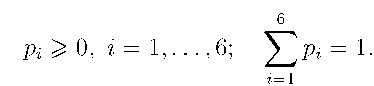 p_i ⩾ 0, i = 1, . . . , 6; ∑_{i=1}^{6} p_i = 1.